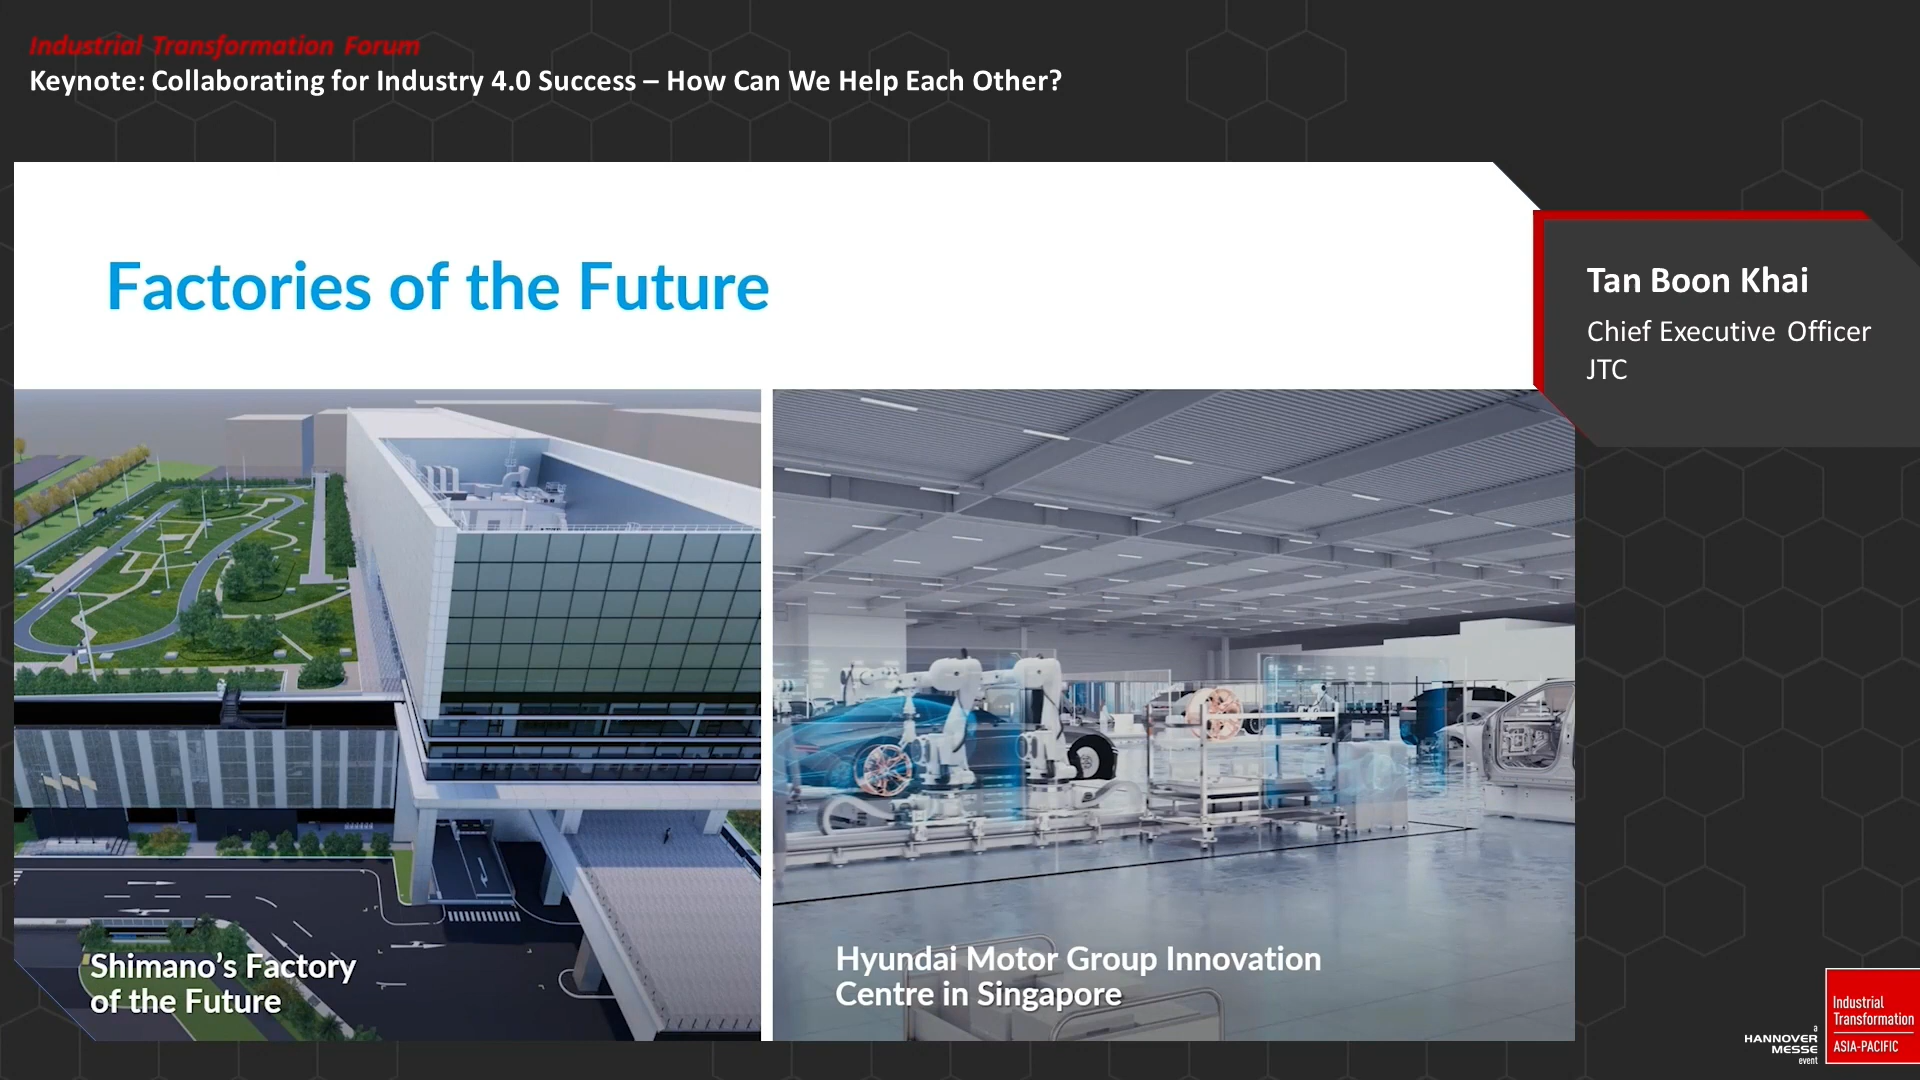 Industrial Transformation Forum
Keynote: Collaborating for Industry 4.0 Success – How Can We Help Each Other?
Factories of the Future
Tan Boon Khai
Chief Executive Officer
JTC
Shimano’s Factory
of the Future
Hyundai Motor Group Innovation
Centre in Singapore
a
HANNOVER
MESSE
event
Industrial
Transformation
ASIA-PACIFIC